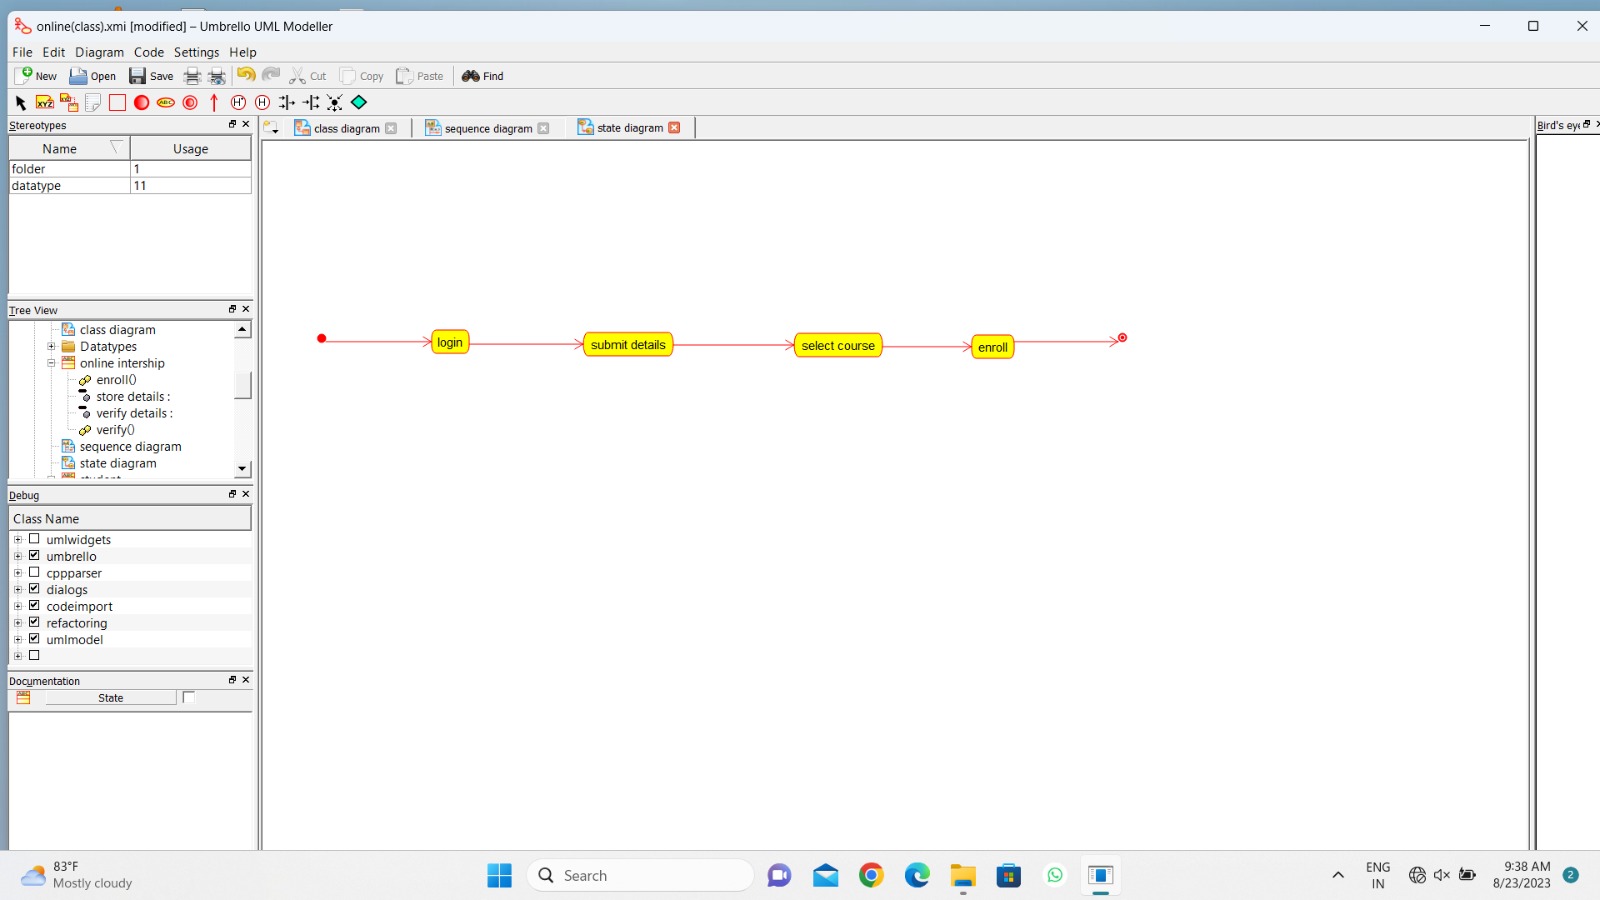 online(class).xmi [modified] – Umbrello UML Modeller
File Edit Diagram Code Settings Help
New Open Save Cut Copy Paste Find
XYZ ABC H* H
Stereotypes
Name Usage
folder 1
datatype 11
Tree View
class diagram
Datatypes
online intership
enroll()
store details :
verify details :
verify()
sequence diagram
state diagram
Debug
Class Name
umlwidgets
umbrello
cppparser
dialogs
codeimport
refactoring
umlmodel
Documentation
State
class diagram sequence diagram state diagram
login submit details select course enroll
Bird's eye
83°F
Mostly cloudy
Search
ENG
IN
9:38 AM
8/23/2023
2